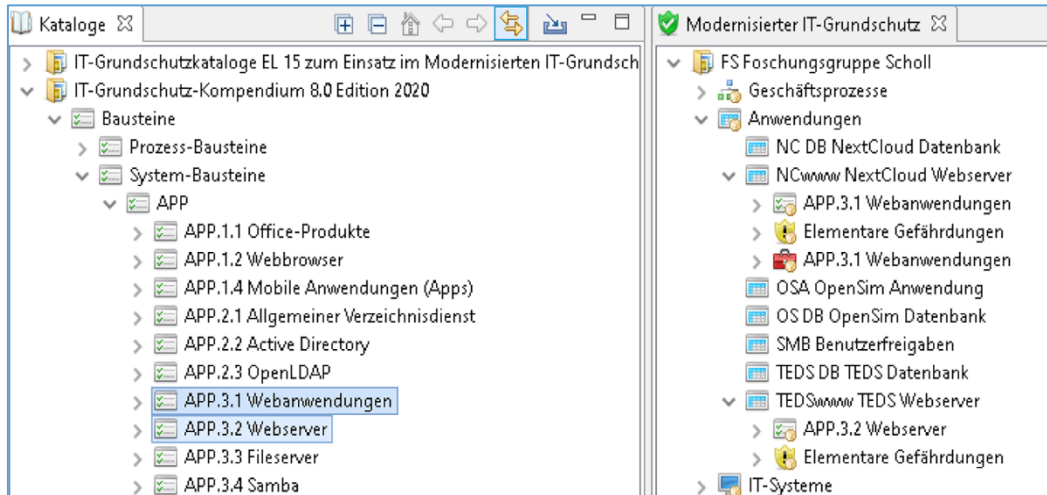 Kataloge
IT-Grundschutzkataloge EL 15 zum Einsatz im Modernisierten IT-Grundsch
IT-Grundschutz-Kompendium 8.0 Edition 2020
Bausteine
Prozess-Bausteine
System-Bausteine
APP
APP.1.1 Office-Produkte
APP.1.2 Webbrowser
APP.1.4 Mobile Anwendungen (Apps)
APP.2.1 Allgemeiner Verzeichnisdienst
APP.2.2 Active Directory
APP.2.3 OpenLDAP
APP.3.1 Webanwendungen
APP.3.2 Webserver
APP.3.3 Fileserver
APP.3.4 Samba
Modernisierter IT-Grundschutz
FS Foschungsgruppe Scholl
Geschäftsprozesse
Anwendungen
NC DB NextCloud Datenbank
NCwww NextCloud Webserver
APP.3.1 Webanwendungen
Elementare Gefährdungen
APP.3.1 Webanwendungen
OSA OpenSim Anwendung
OS DB OpenSim Datenbank
SMB Benutzerfreigaben
TEDS DB TEDS Datenbank
TEDSwww TEDS Webserver
APP.3.2 Webserver
Elementare Gefährdungen
IT-Systeme